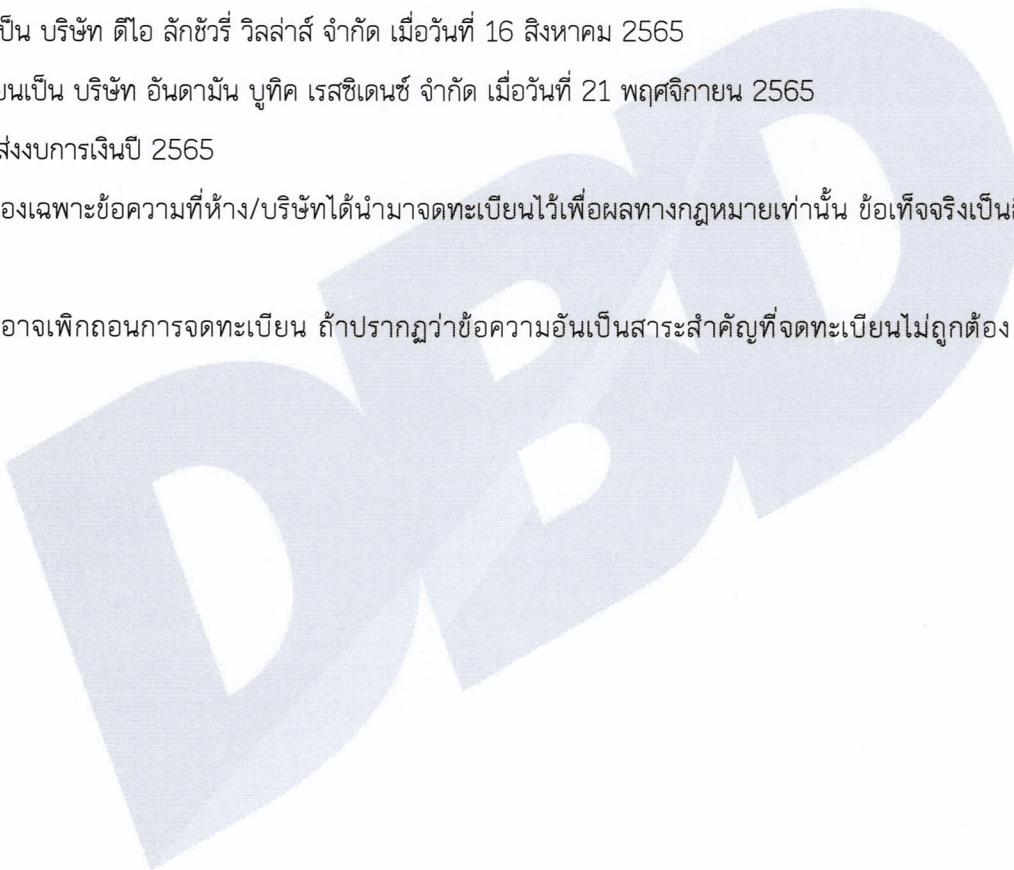 ป็น บริษัท ดีไอ ลักชัวรี่ วิลล่าส์ จำกัด เมื่อวันที่ 16 สิงหาคม 2565
ยนเป็น บริษัท อันดามัน บูทิค เรสซิเดนซ์ จำกัด เมื่อวันที่ 21 พฤศจิกายน 2565
ส่งงบการเงินปี 2565
องเฉพาะข้อความที่ห้าง/บริษัทได้นำมาจดทะเบียนไว้เพื่อผลทางกฎหมายเท่านั้น ข้อเท็จจริงเป็น
อาจเพิกถอนการจดทะเบียน ถ้าปรากฏว่าข้อความอันเป็นสาระสำคัญที่จดทะเบียนไม่ถูกต้อง
DBD